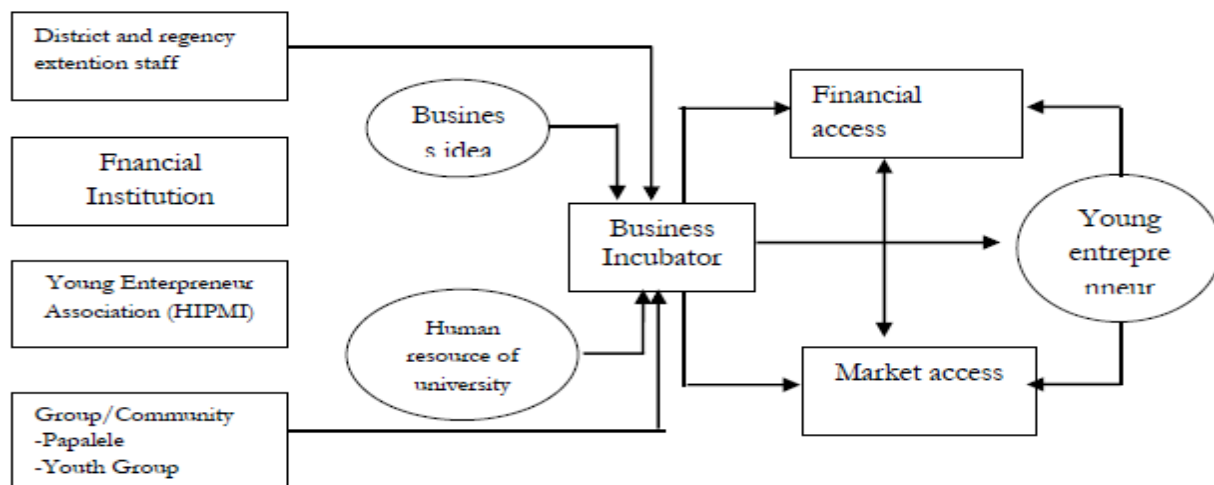 District and regency
extention staff
Fnancial
Institution
Young Enterpreneur
Association (HIPMI)
Group/Community
-Papalele
-Youth Group
Busines
s idea
Human
resource of
university
Business
Incubator
Financial
access
Market access
Young
entrepre
nneur